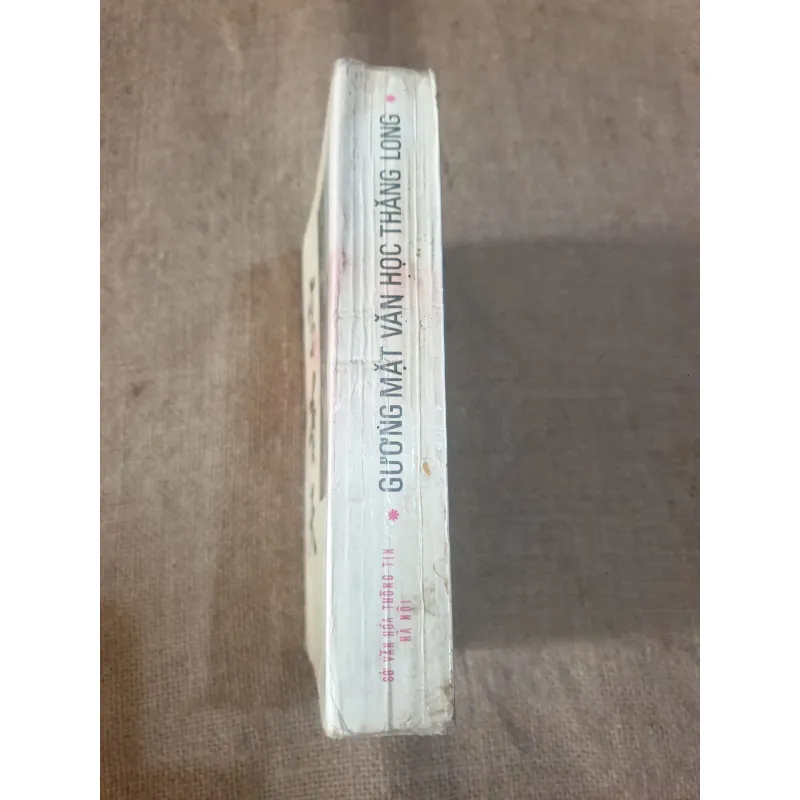 GƯƠNG MẶT VĂN HỌC THĂNG LONG
SỞ VĂN HÓA THÔNG TIN
HÀ NỘI